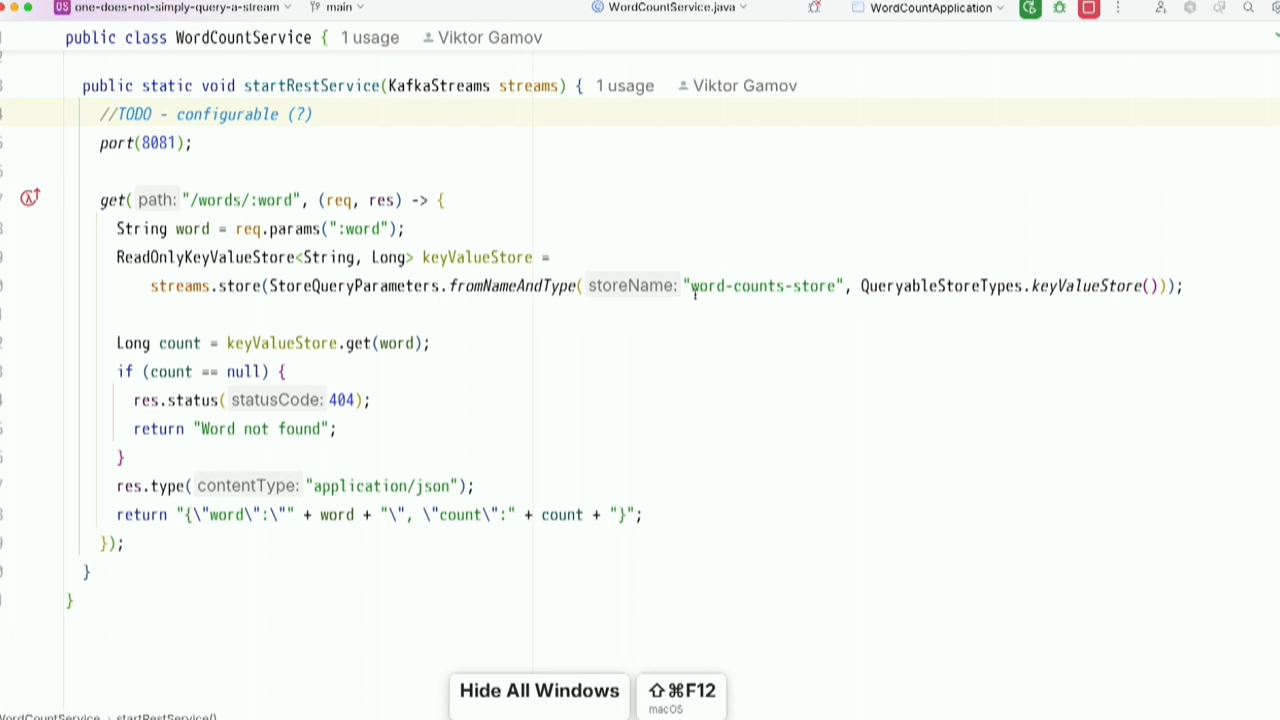 OS one-does-not-simply-query-a-stream main WordCountService.java WordCountApplication
public class WordCountService { 1 usage Viktor Gamov
public static void startRestService(KafkaStreams streams) { 1 usage Viktor Gamov
//TODO - configurable (?)
port(8081);
get( path: "/words/:word", (req, res) -> {
String word = req.params(":word");
ReadOnlyKeyValueStore<String, Long> keyValueStore =
streams.store(StoreQueryParameters.fromNameAndType( storeName: "word-counts-store", QueryableStoreTypes.keyValueStore()));
Long count = keyValueStore.get(word);
if (count == null) {
res.status( statusCode: 404);
return "Word not found";
}
res.type( contentType: "application/json");
return "{\"word\":\"" + word + "\", \"count\":" + count + "}";
});
}
}
Hide All Windows ⇧⌘F12
macOS
WordCountService > startRestService()